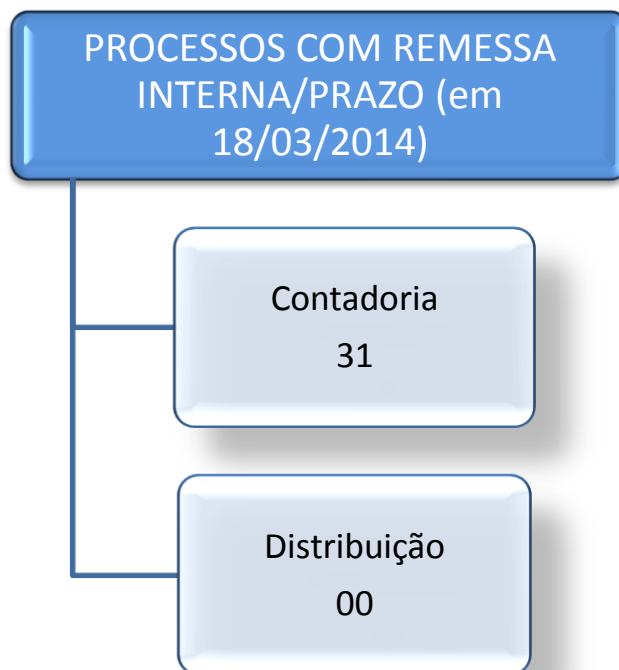 PROCESSOS COM REMESSA
INTERNA/PRAZO (em
18/03/2014)
Contadoria
31
Distribuição
00